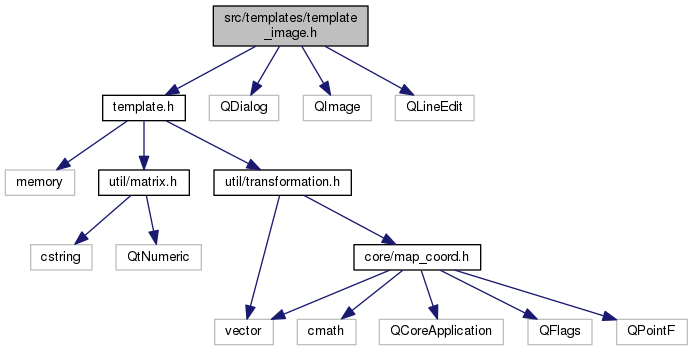 src/templates/template
_image.h
template.h
QDialog
QImage
QLineEdit
memory
util/matrix.h
util/transformation.h
cstring
QtNumeric
core/map_coord.h
vector
cmath
QCoreApplication
QFlags
QPointF